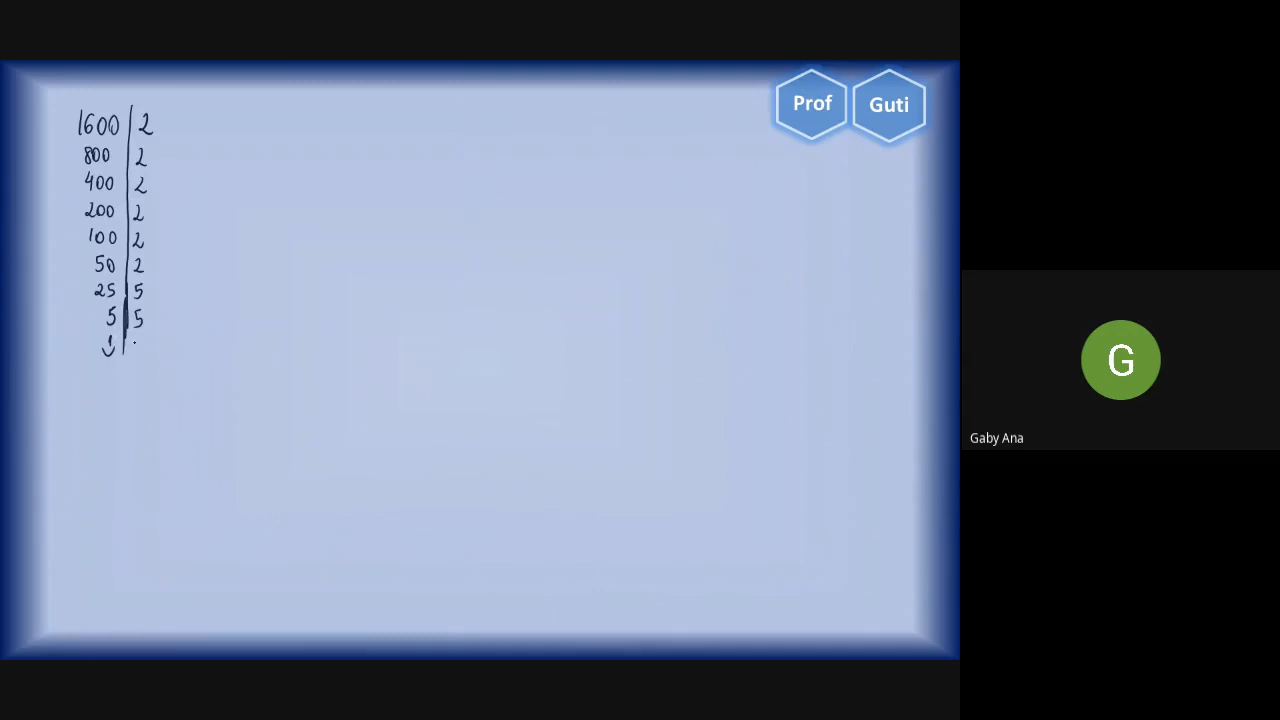 Prof Guti
1600 | 2
800 | 2
400 | 2
200 | 2
100 | 2
50 | 2
25 | 5
5 | 5
1 |
G
Gaby Ana